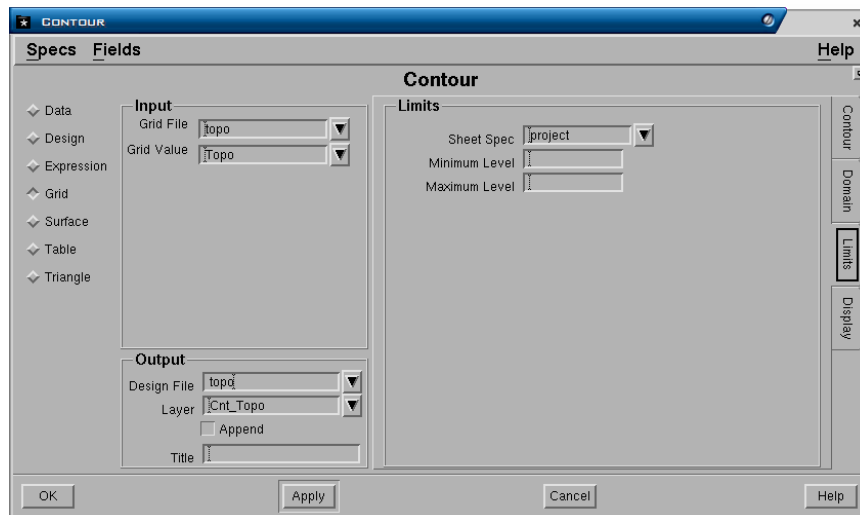 CONTOUR
Specs Fields Help
Contour
Data
Design
Expression
Grid
Surface
Table
Triangle
Input
Grid File topo
Grid Value Topo
Output
Design File topo
Layer Cnt_Topo
Append
Title
Limits
Sheet Spec project
Minimum Level
Maximum Level
Contour
Domain
Limits
Display
OK Apply Cancel Help